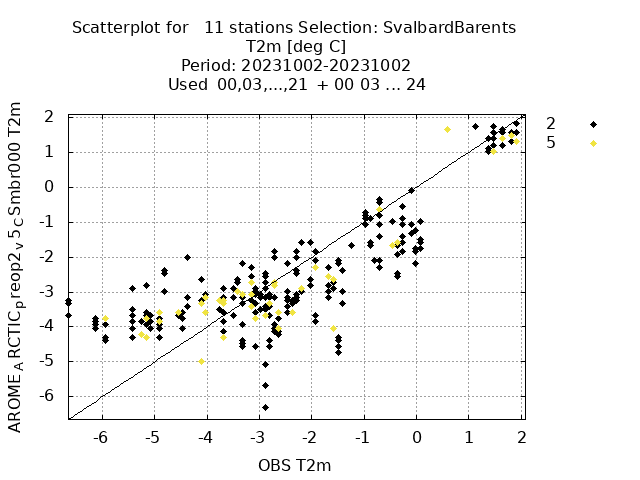 Scatterplot for   11 stations Selection: SvalbardBarents
T2m [deg C]
Period: 20231002-20231002
Used  00,03,...,21  + 00 03 ... 24
2
5
2
1
0
-1
-2
-3
-4
-5
-6
AROME_ARCTIC_preop2_v5_CSmbr000 T2m
-6 -5 -4 -3 -2 -1 0 1 2
OBS T2m